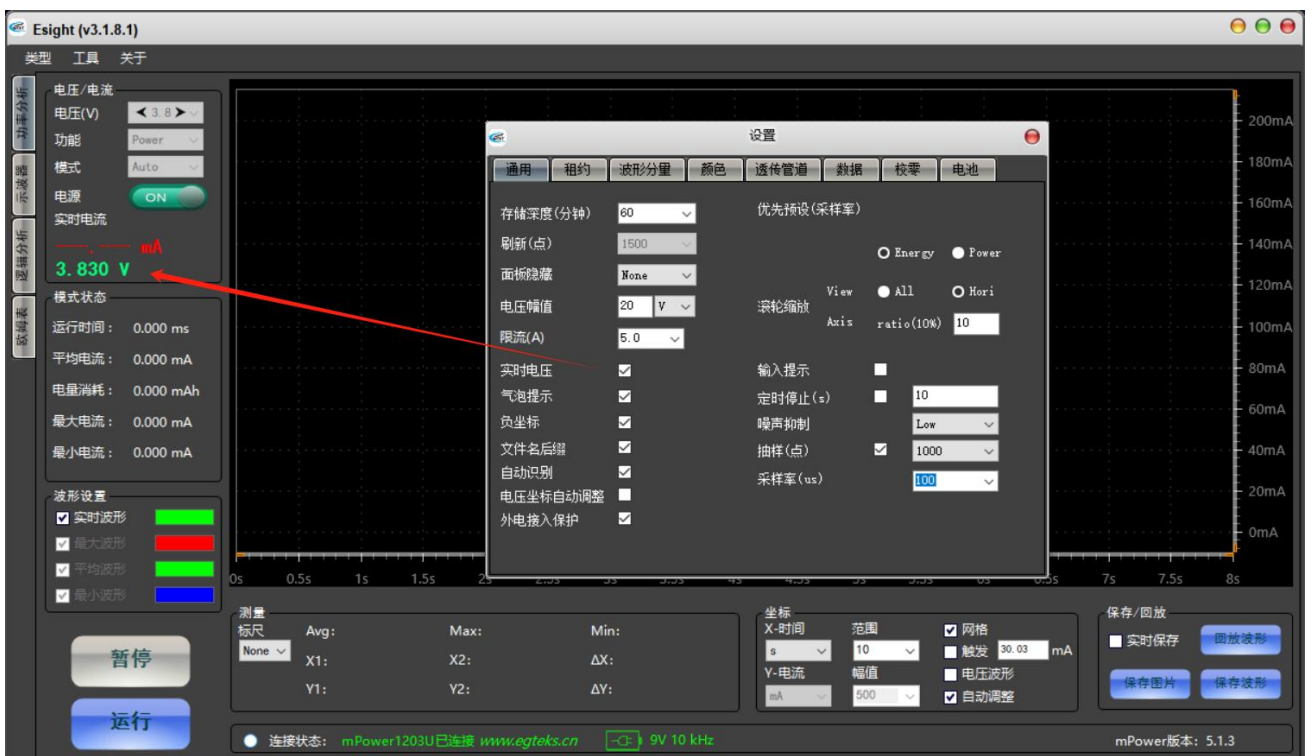 Esight (v3.1.8.1)
类型 工具 关于
功率分析
示波器
逻辑分析
欧姆表
电压/电流
电压(V) 3.8
功能 Power
模式 Auto
电源 ON
实时电流
---.--- mA
3.830 V
模式状态
运行时间: 0.000 ms
平均电流: 0.000 mA
电量消耗: 0.000 mAh
最大电流: 0.000 mA
最小电流: 0.000 mA
波形设置
实时波形
最大波形
平均波形
最小波形
暂停
运行
200mA
180mA
160mA
140mA
120mA
100mA
80mA
60mA
40mA
20mA
0mA
0s 0.5s 1s 1.5s 2s 2.5s 3s 3.5s 4s 4.5s 5s 5.5s 6s 6.5s 7s 7.5s 8s
设置
通用 租约 波形分量 颜色 透传管道 数据 校零 电池
存储深度(分钟) 60
刷新(点) 1500
面板隐藏 None
电压幅值 20 V
限流(A) 5.0
实时电压
气泡提示
负坐标
文件名后缀
自动识别
电压坐标自动调整
外电接入保护
优先预设(采样率)
Energy Power
滚轮缩放
View All Hori
Axis ratio(10%) 10
输入提示
定时停止(s) 10
噪声抑制 Low
抽样(点) 1000
采样率(us) 100
测量
标尺 Avg: Max: Min:
None X1: X2: ΔX:
Y1: Y2: ΔY:
坐标
X-时间 范围 网格
s 10 触发 30.03 mA
Y-电流 幅值 电压波形
mA 500 自动调整
保存/回放
实时保存 回放波形
保存图片 保存波形
连接状态: mPower1203U已连接 www.egteks.cn 9V 10 kHz mPower版本: 5.1.3